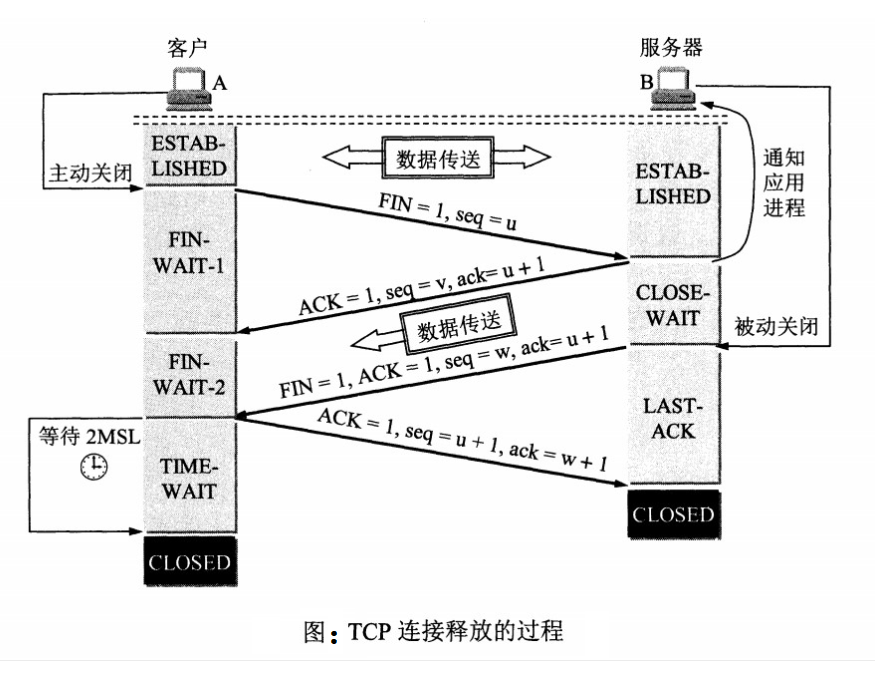 客户
服务器
A
B
ESTAB-
LISHED
数据传送
主动关闭
ESTAB-
LISHED
通知
应用
进程
FIN = 1, seq = u
FIN-
WAIT-1
ACK = 1, seq = v, ack= u + 1
CLOSE-
WAIT
数据传送
被动关闭
FIN-
WAIT-2
FIN = 1, ACK = 1, seq = w, ack= u + 1
LAST-
ACK
等待 2MSL
ACK = 1, seq = u + 1, ack = w + 1
TIME-
WAIT
CLOSED
CLOSED
图：TCP 连接释放的过程